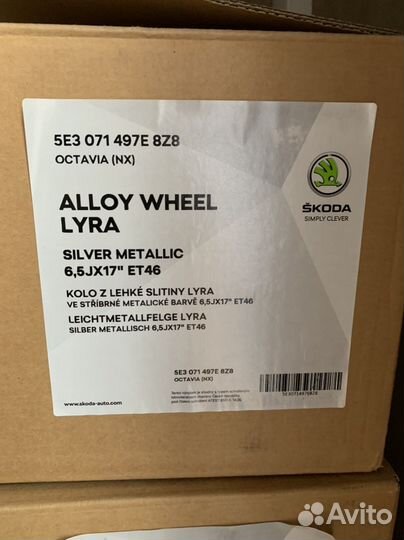 5E3 071 497E 8Z8
OCTAVIA (NX)
ŠKODA
SIMPLY CLEVER
ALLOY WHEEL
LYRA
SILVER METALLIC
6,5JX17" ET46
KOLO Z LEHKÉ SLITINY LYRA
VE STŘÍBRNÉ METALICKÉ BARVĚ 6,5JX17" ET46
LEICHTMETALLFELGE LYRA
SILBER METALLISCH 6,5JX17" ET46
5E3 071 497E 8Z8
OCTAVIA (NX)
www.skoda-auto.com
5E3071497E8Z8
Avito